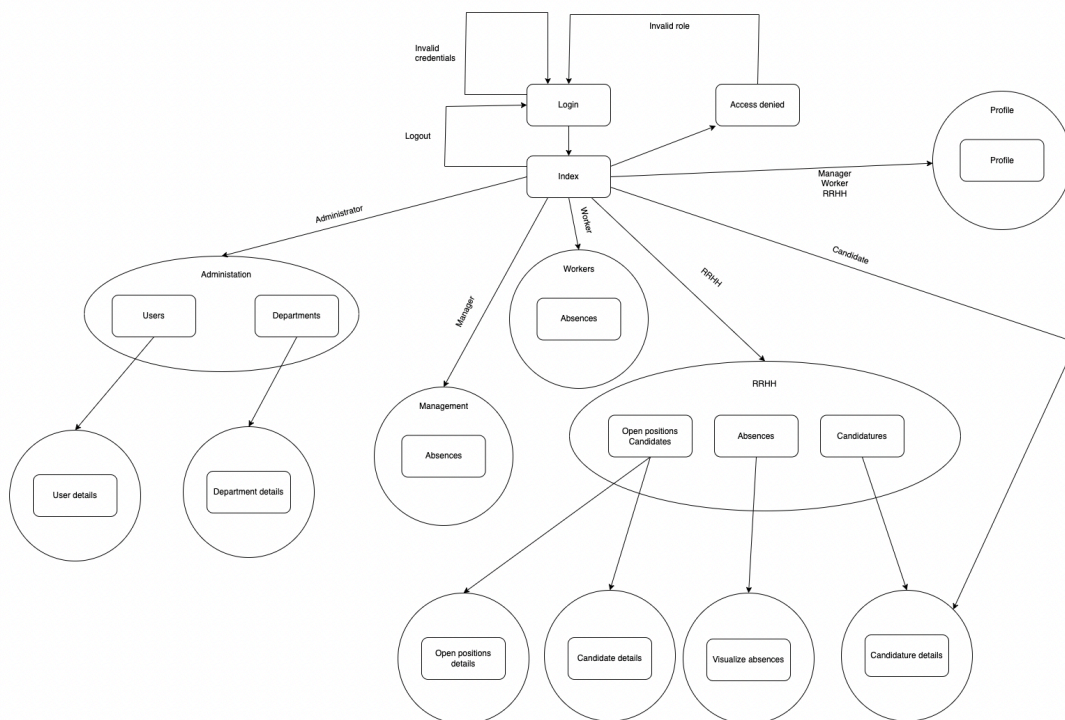 Invalid role
Invalid
credentials
Login
Access denied
Logout
Profile
Profile
Index
Manager
Worker
RRHH
Administrator
Worker
Candidate
RRHH
Manager
Administation
Users
Departments
Workers
Absences
Management
Absences
RRHH
Open positions
Candidates
Absences
Candidatures
User details
Department details
Open positions
details
Candidate details
Visualize absences
Candidature details